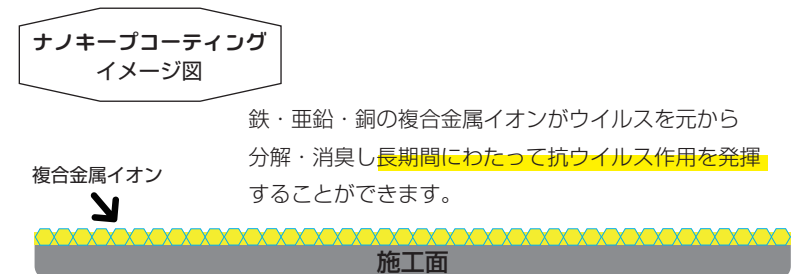 ナノキープコーティング
イメージ図
鉄・亜鉛・銅の複合金属イオンがウイルスを元から
分解・消臭し長期間にわたって抗ウイルス作用を発揮
することができます。
複合金属イオン
施工面